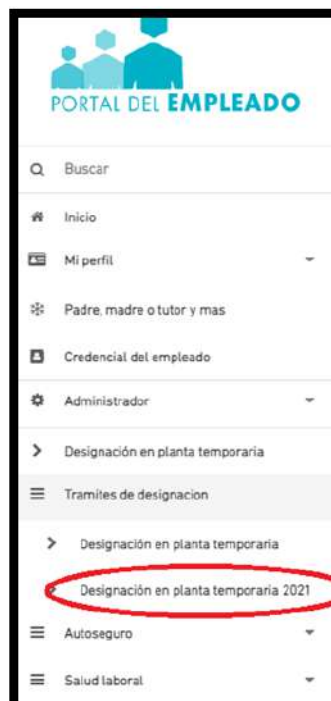 PORTAL DEL EMPLEADO
Buscar
Inicio
Mi perfil
Padre, madre o tutor y mas
Credencial del empleado
Administrador
Designación en planta temporaria
Tramites de designacion
Designación en planta temporaria
Designación en planta temporaria 2021
Autoseguro
Salud laboral